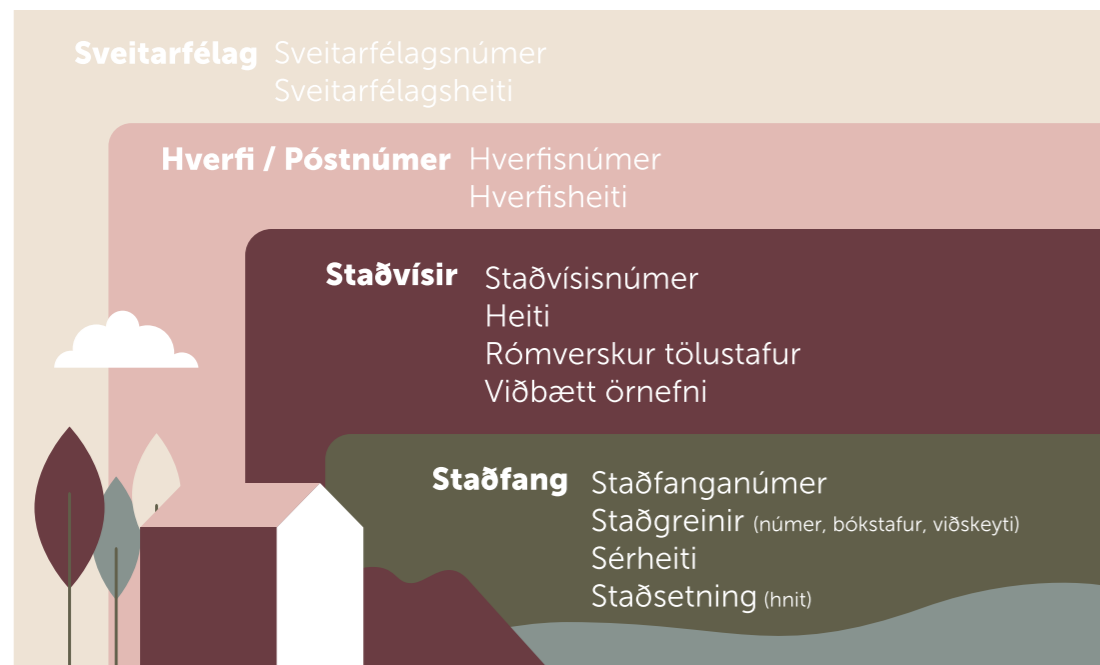 Sveitarfélag Sveitarfélagsnúmer
Sveitarfélagsheiti
Hverfi / Póstnúmer Hverfisnúmer
Hverfisheiti
Staðvísir Staðvísisnúmer
Heiti
Rómverskur tölustafur
Viðbætt örnefni
Staðfang Staðfanganúmer
Staðgreinir (númer, bókstafur, viðskeyti)
Sérheiti
Staðsetning (hnit)